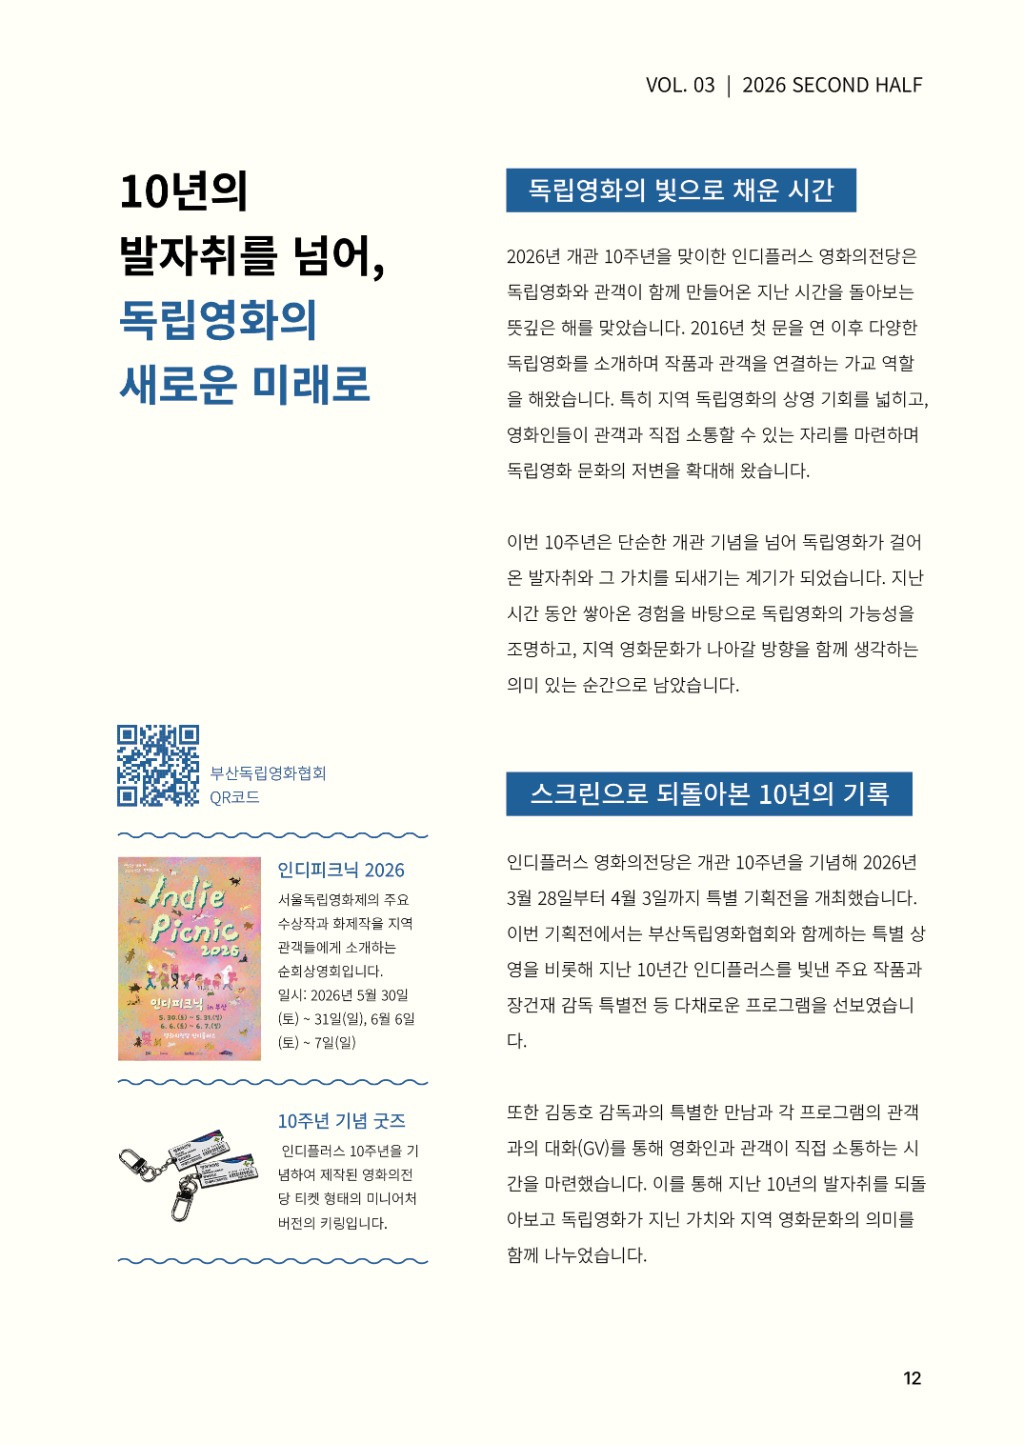 VOL. 03 | 2026 SECOND HALF
10년의
발자취를 넘어,
독립영화의
새로운 미래로
부산독립영화협회
QR코드
Indie
Picnic
2026
인디피크닉 in 부산
5. 30.(토) ~ 5. 31.(일)
6. 6.(토) ~ 6. 7.(일)
인디피크닉 2026
서울독립영화제의 주요
수상작과 화제작을 지역
관객들에게 소개하는
순회상영회입니다.
일시: 2026년 5월 30일
(토) ~ 31일(일), 6월 6일
(토) ~ 7일(일)
10주년 기념 굿즈
인디플러스 10주년을 기
념하여 제작된 영화의전
당 티켓 형태의 미니어처
버전의 키링입니다.
독립영화의 빛으로 채운 시간
2026년 개관 10주년을 맞이한 인디플러스 영화의전당은
독립영화와 관객이 함께 만들어온 지난 시간을 돌아보는
뜻깊은 해를 맞았습니다. 2016년 첫 문을 연 이후 다양한
독립영화를 소개하며 작품과 관객을 연결하는 가교 역할
을 해왔습니다. 특히 지역 독립영화의 상영 기회를 넓히고,
영화인들이 관객과 직접 소통할 수 있는 자리를 마련하며
독립영화 문화의 저변을 확대해 왔습니다.
이번 10주년은 단순한 개관 기념을 넘어 독립영화가 걸어
온 발자취와 그 가치를 되새기는 계기가 되었습니다. 지난
시간 동안 쌓아온 경험을 바탕으로 독립영화의 가능성을
조명하고, 지역 영화문화가 나아갈 방향을 함께 생각하는
의미 있는 순간으로 남았습니다.
스크린으로 되돌아본 10년의 기록
인디플러스 영화의전당은 개관 10주년을 기념해 2026년
3월 28일부터 4월 3일까지 특별 기획전을 개최했습니다.
이번 기획전에서는 부산독립영화협회와 함께하는 특별 상
영을 비롯해 지난 10년간 인디플러스를 빛낸 주요 작품과
장건재 감독 특별전 등 다채로운 프로그램을 선보였습니
다.
또한 김동호 감독과의 특별한 만남과 각 프로그램의 관객
과의 대화(GV)를 통해 영화인과 관객이 직접 소통하는 시
간을 마련했습니다. 이를 통해 지난 10년의 발자취를 되돌
아보고 독립영화가 지닌 가치와 지역 영화문화의 의미를
함께 나누었습니다.
12